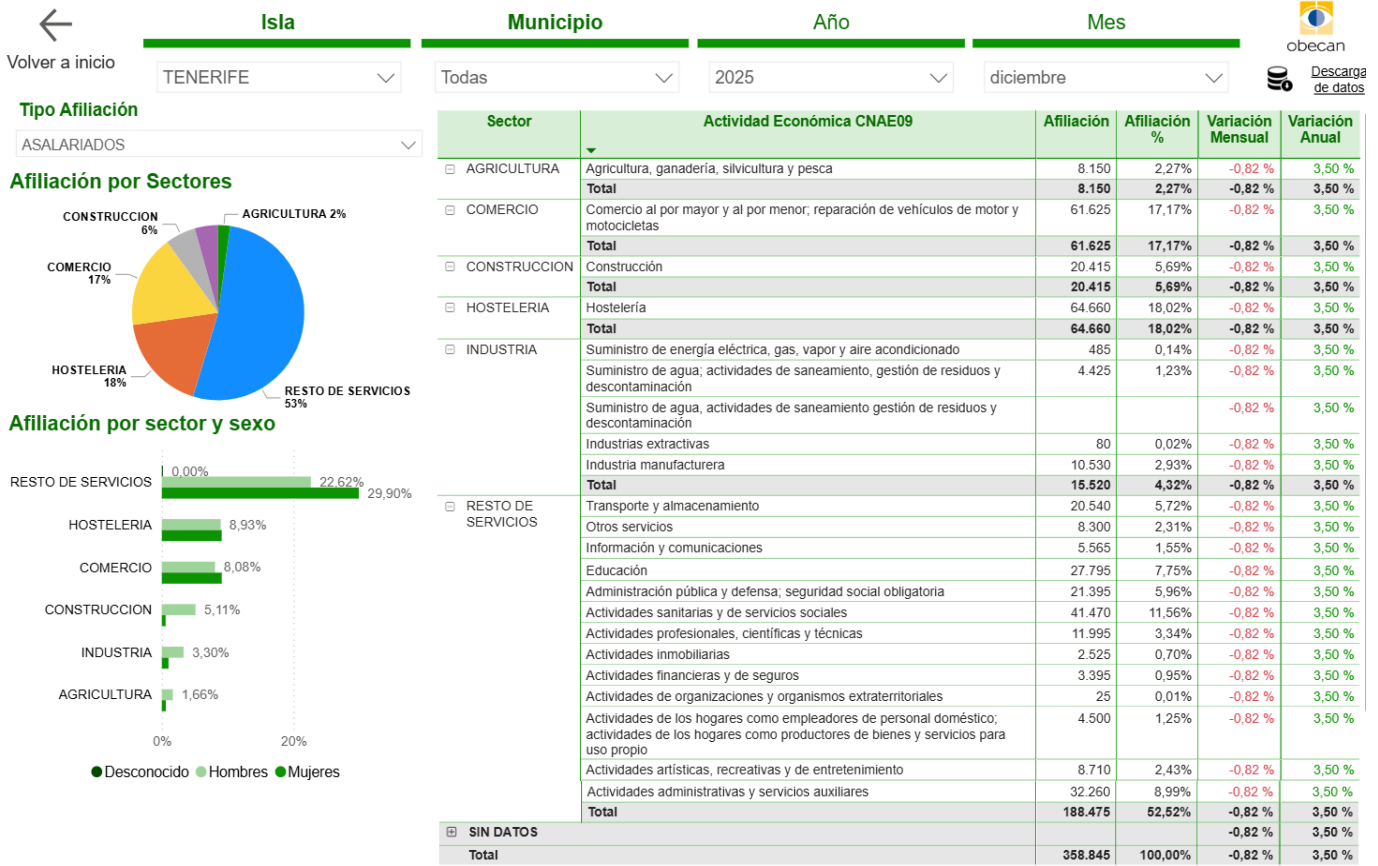 Isla
Municipio
Año
Mes
obecan
Volver a inicio
TENERIFE
Todas
2025
diciembre
Descarga
de datos
Tipo Afiliación
ASALARIADOS
Afiliación por Sectores
CONSTRUCCION
6%
AGRICULTURA 2%
COMERCIO
17%
HOSTELERIA
18%
RESTO DE SERVICIOS
53%
Afiliación por sector y sexo
RESTO DE SERVICIOS 0,00%
22,62%
29,90%
HOSTELERIA 8,93%
COMERCIO 8,08%
CONSTRUCCION 5,11%
INDUSTRIA 3,30%
AGRICULTURA 1,66%
0% 20%
Desconocido Hombres Mujeres
Sector Actividad Económica CNAE09 Afiliación Afiliación % Variación Mensual Variación Anual
AGRICULTURA Agricultura, ganadería, silvicultura y pesca 8.150 2,27% -0,82 % 3,50 %
Total 8.150 2,27% -0,82 % 3,50 %
COMERCIO Comercio al por mayor y al por menor; reparación de vehículos de motor y 61.625 17,17% -0,82 % 3,50 %
motocicletas
Total 61.625 17,17% -0,82 % 3,50 %
CONSTRUCCION Construcción 20.415 5,69% -0,82 % 3,50 %
Total 20.415 5,69% -0,82 % 3,50 %
HOSTELERIA Hostelería 64.660 18,02% -0,82 % 3,50 %
Total 64.660 18,02% -0,82 % 3,50 %
INDUSTRIA Suministro de energía eléctrica, gas, vapor y aire acondicionado 485 0,14% -0,82 % 3,50 %
Suministro de agua; actividades de saneamiento, gestión de residuos y 4.425 1,23% -0,82 % 3,50 %
descontaminación
Suministro de agua, actividades de saneamiento gestión de residuos y -0,82 % 3,50 %
descontaminación
Industrias extractivas 80 0,02% -0,82 % 3,50 %
Industria manufacturera 10.530 2,93% -0,82 % 3,50 %
Total 15.520 4,32% -0,82 % 3,50 %
RESTO DE Transporte y almacenamiento 20.540 5,72% -0,82 % 3,50 %
SERVICIOS Otros servicios 8.300 2,31% -0,82 % 3,50 %
Información y comunicaciones 5.565 1,55% -0,82 % 3,50 %
Educación 27.795 7,75% -0,82 % 3,50 %
Administración pública y defensa; seguridad social obligatoria 21.395 5,96% -0,82 % 3,50 %
Actividades sanitarias y de servicios sociales 41.470 11,56% -0,82 % 3,50 %
Actividades profesionales, científicas y técnicas 11.995 3,34% -0,82 % 3,50 %
Actividades inmobiliarias 2.525 0,70% -0,82 % 3,50 %
Actividades financieras y de seguros 3.395 0,95% -0,82 % 3,50 %
Actividades de organizaciones y organismos extraterritoriales 25 0,01% -0,82 % 3,50 %
Actividades de los hogares como empleadores de personal doméstico; 4.500 1,25% -0,82 % 3,50 %
actividades de los hogares como productores de bienes y servicios para
uso propio
Actividades artísticas, recreativas y de entretenimiento 8.710 2,43% -0,82 % 3,50 %
Actividades administrativas y servicios auxiliares 32.260 8,99% -0,82 % 3,50 %
Total 188.475 52,52% -0,82 % 3,50 %
SIN DATOS -0,82 % 3,50 %
Total 358.845 100,00% -0,82 % 3,50 %